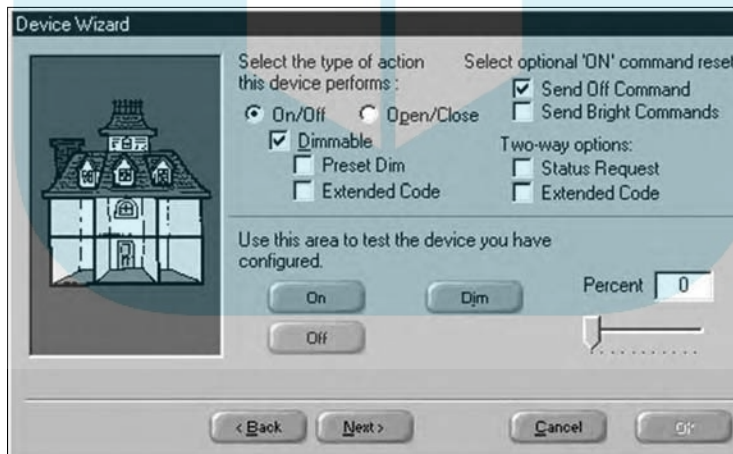 Device Wizard
Select the type of action
this device performs :
On/Off
Open/Close
Dimmable
Preset Dim
Extended Code
Select optional 'ON' command reset
Send Off Command
Send Bright Commands
Two-way options:
Status Request
Extended Code
Use this area to test the device you have
configured.
On
Dim
Off
Percent 0
< Back
Next >
Cancel
OK